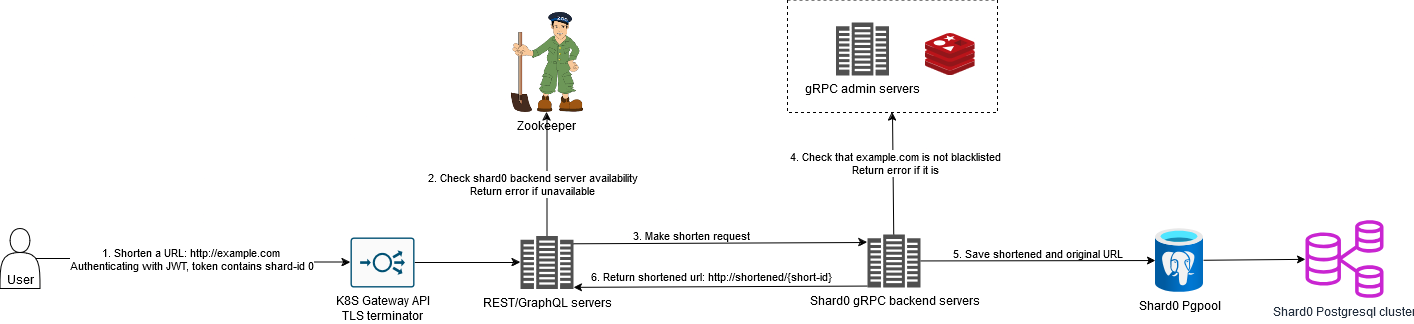 ZOO
gRPC admin servers
Zookeeper
4. Check that example.com is not blacklisted
Return error if it is
2. Check shard0 backend server availability
Return error if unavailable
1. Shorten a URL: http://example.com
Authenticating with JWT, token contains shard-id 0
3. Make shorten request
5. Save shortened and original URL
6. Return shortened url: http://shortened/{short-id}
User
K8S Gateway API
TLS terminator
REST/GraphQL servers
Shard0 gRPC backend servers
Shard0 Pgpool
Shard0 Postgresql cluster